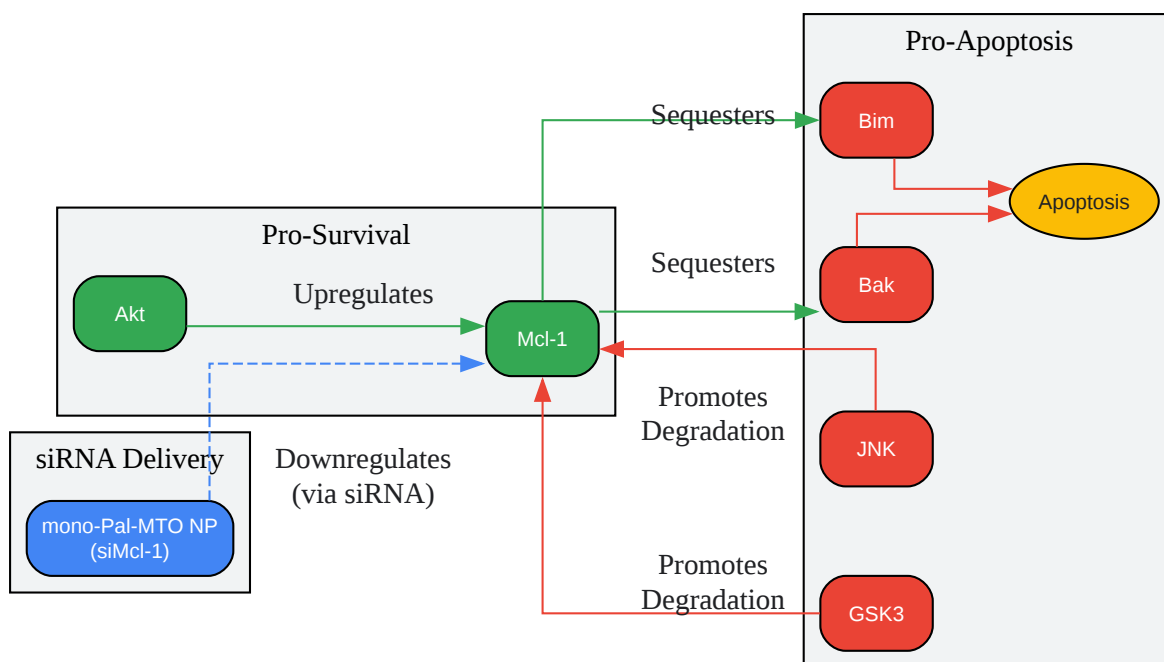 Pro-Apoptosis
Sequesters
Bim
Apoptosis
Pro-Survival
Sequesters
Bak
Akt
Upregulates
Mcl-1
Promotes
Degradation
JNK
siRNA Delivery
Downregulates
(via siRNA)
mono-Pal-MTO NP
(siMcl-1)
Promotes
Degradation
GSK3